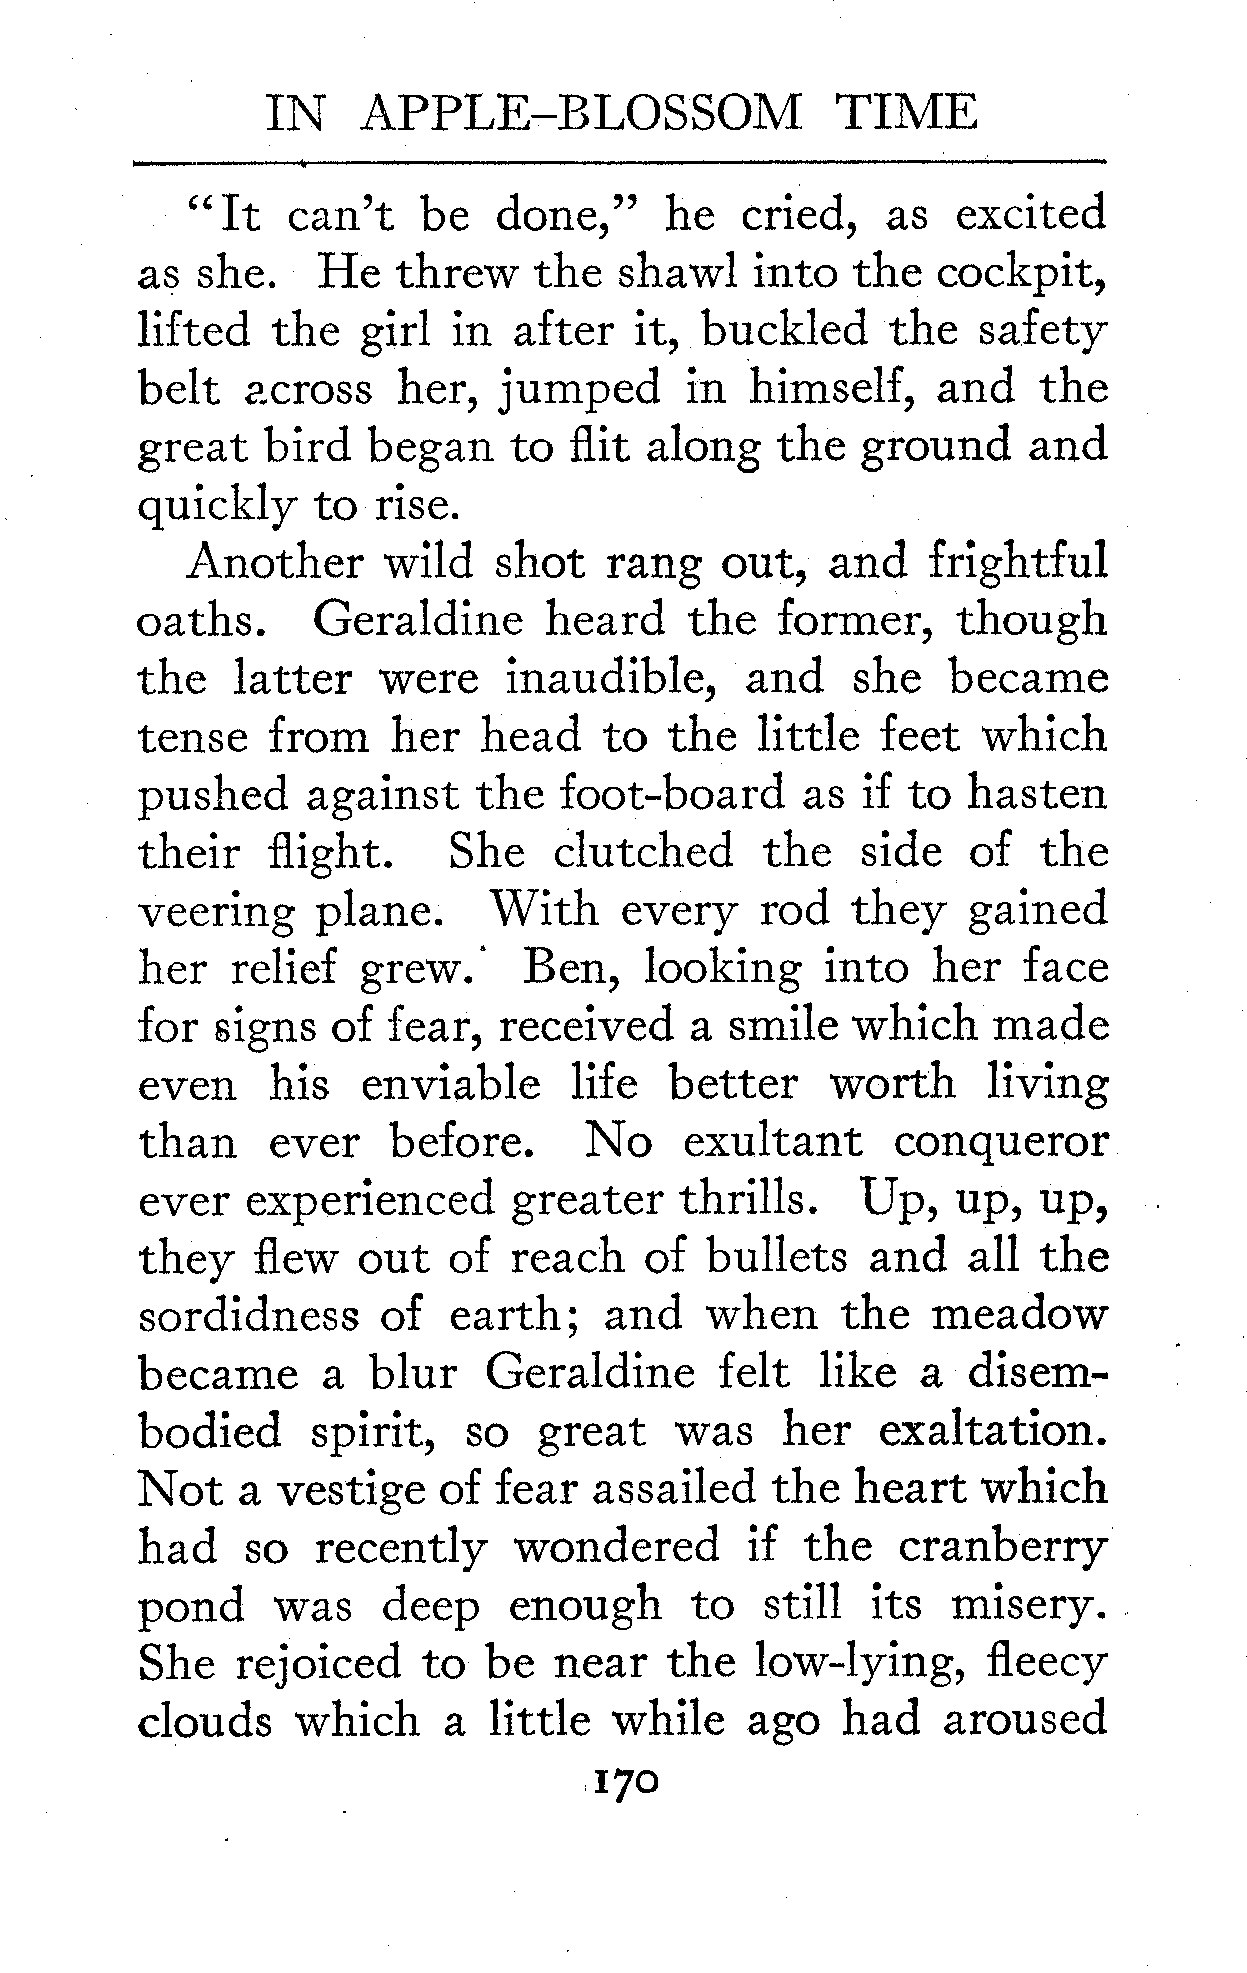 IN APPLE-BLOSSOM TIME
"It can't be done," he cried, as excited
as she. He threw the shawl into the cockpit,
lifted the girl in after it, buckled the safety
belt across her, jumped in himself, and the
great bird began to flit along the ground and
quickly to rise.
Another wild shot rang out, and frightful
oaths. Geraldine heard the former, though
the latter were inaudible, and she became
tense from her head to the little feet which
pushed against the foot-board as if to hasten
their flight. She clutched the side of the
veering plane. With every rod they gained
her relief grew. Ben, looking into her face
for signs of fear, received a smile which made
even his enviable life better worth living
than ever before. No exultant conqueror
ever experienced greater thrills. Up, up, up,
they flew out of reach of bullets and all the
sordidness of earth; and when the meadow
became a blur Geraldine felt like a disem-
bodied spirit, so great was her exaltation.
Not a vestige of fear assailed the heart which
had so recently wondered if the cranberry
pond was deep enough to still its misery.
She rejoiced to be near the low-lying, fleecy
clouds which a little while ago had aroused
170